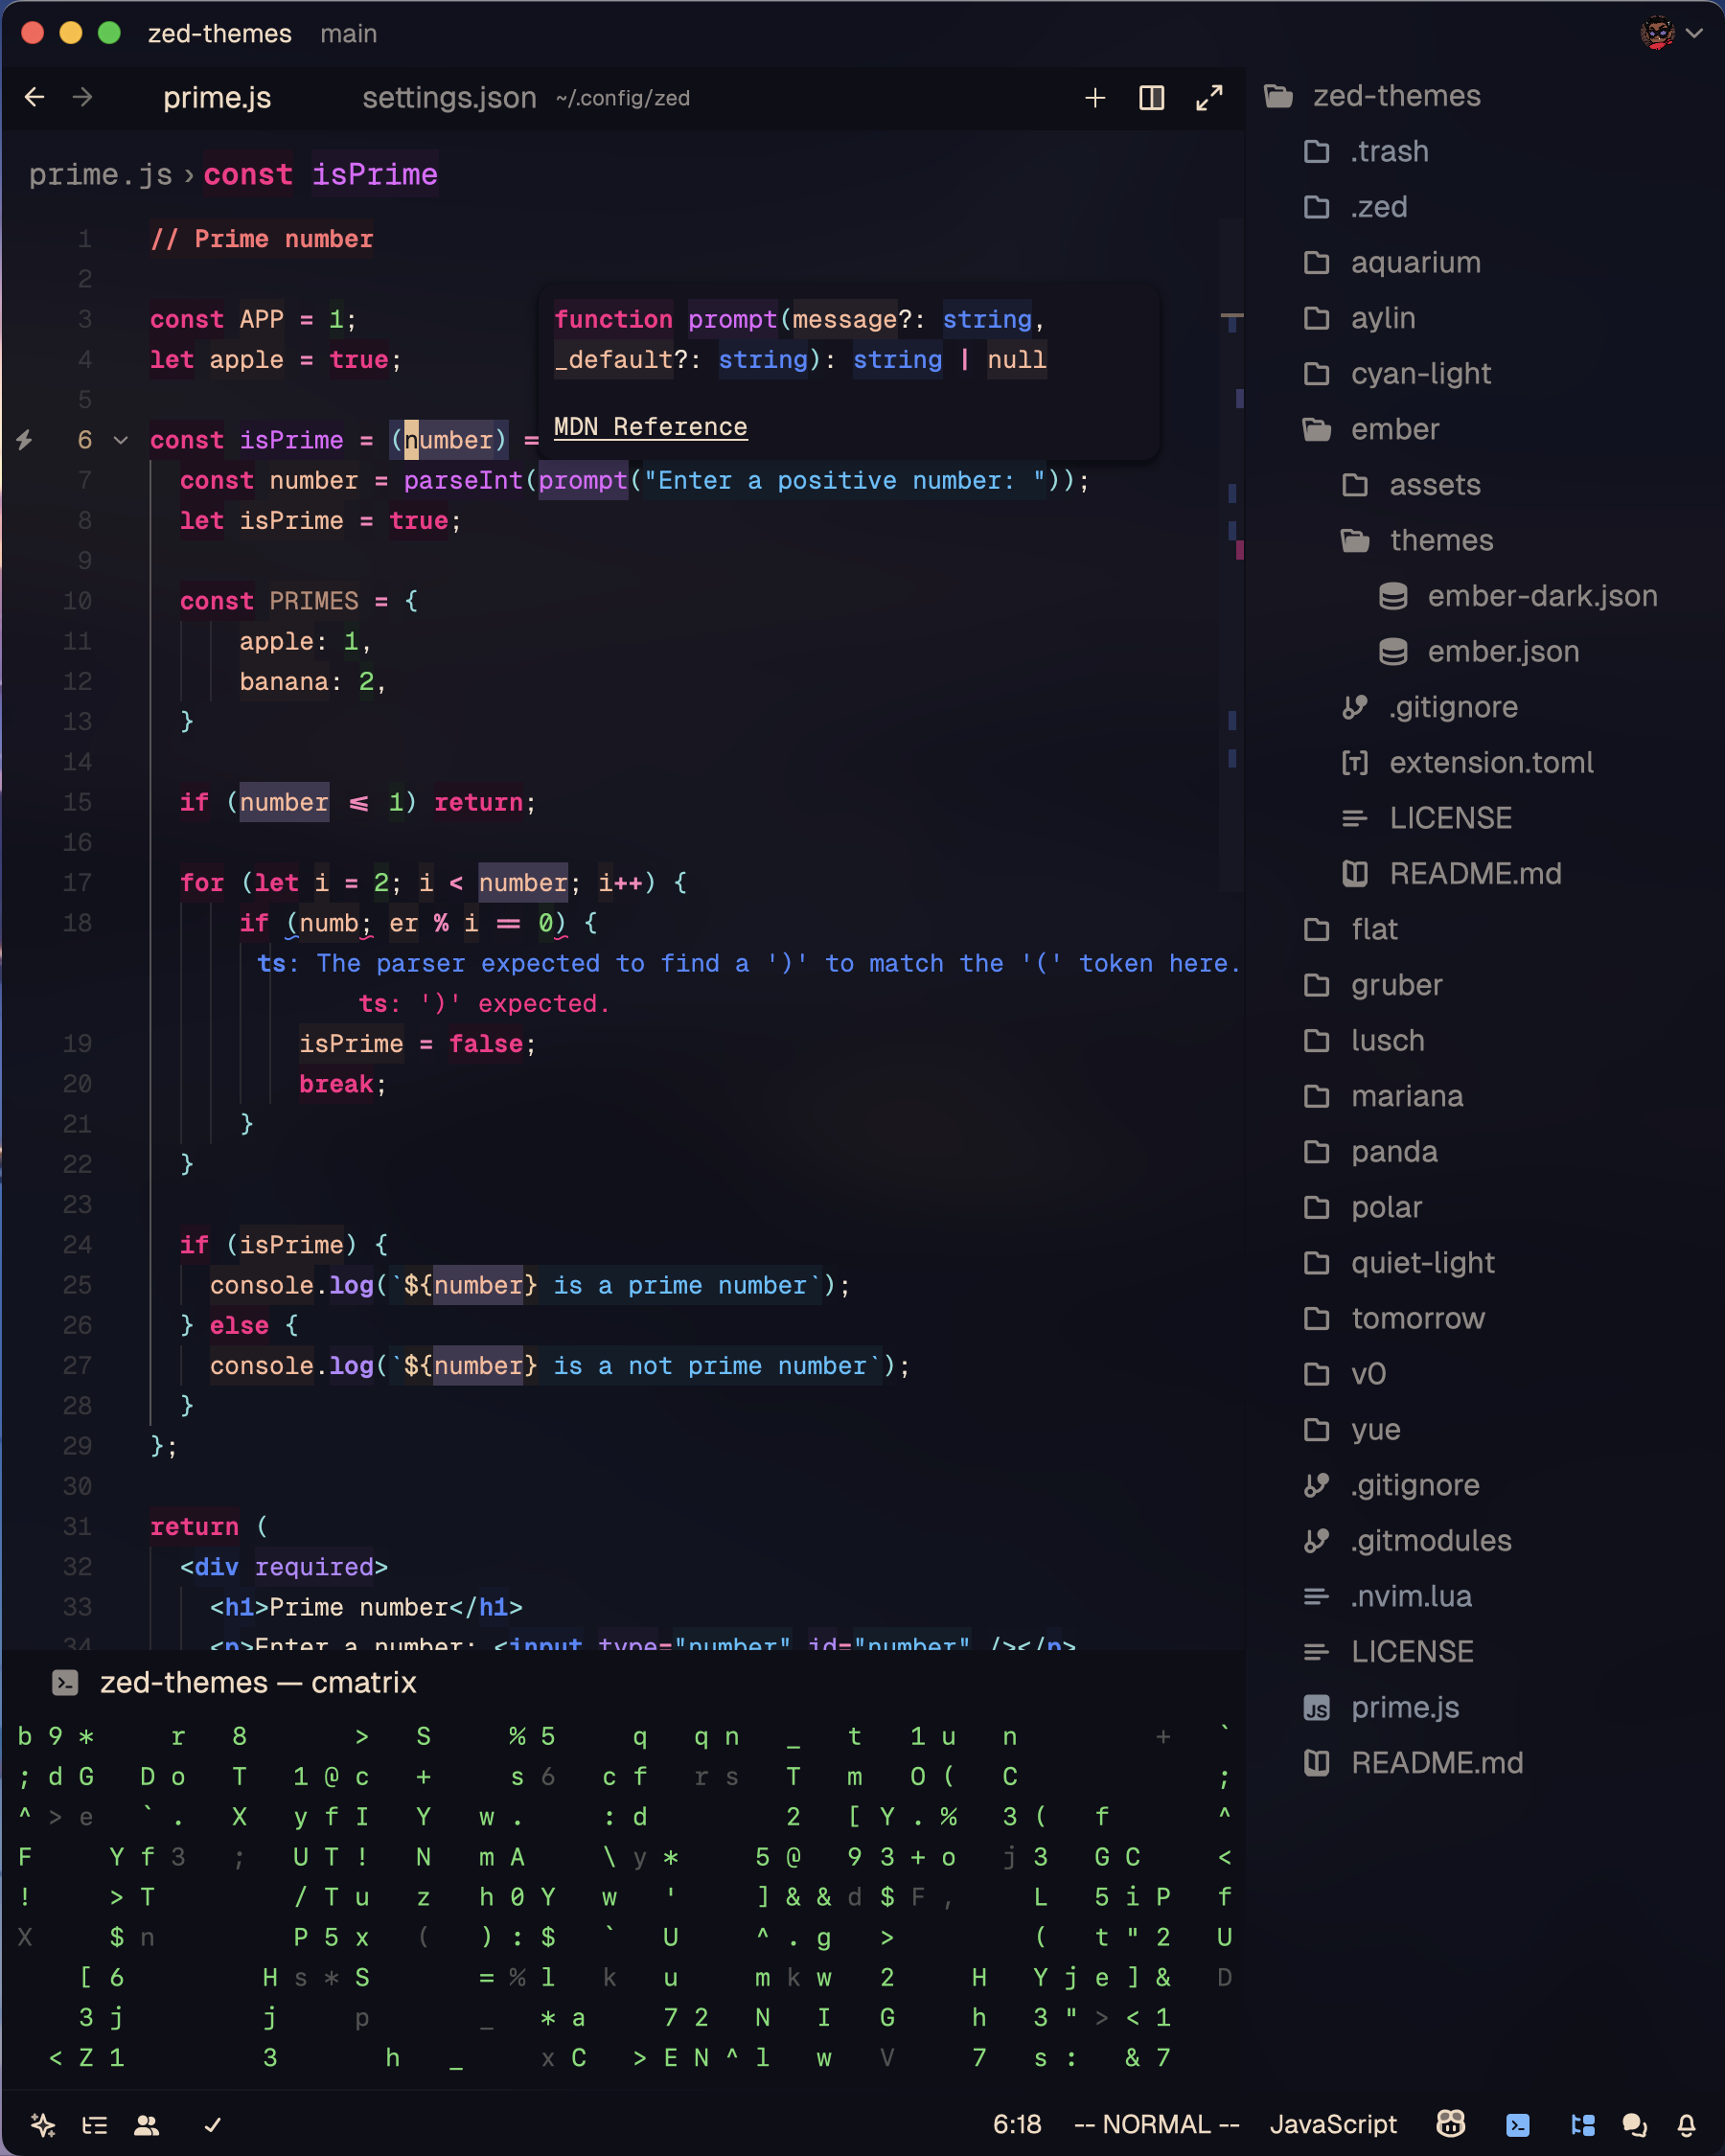 zed-themes main
prime.js settings.json ~/.config/zed
prime.js › const isPrime
1 // Prime number
2
3 const APP = 1;
4 let apple = true;
5
6 const isPrime = (number) =
function prompt(message?: string,
_default?: string): string | null
MDN Reference
7 const number = parseInt(prompt("Enter a positive number: "));
8 let isPrime = true;
9
10 const PRIMES = {
11 apple: 1,
12 banana: 2,
13 }
14
15 if (number <= 1) return;
16
17 for (let i = 2; i < number; i++) {
18 if (numb; er % i == 0) {
ts: The parser expected to find a ')' to match the '(' token here.
ts: ')' expected.
19 isPrime = false;
20 break;
21 }
22 }
23
24 if (isPrime) {
25 console.log(`${number} is a prime number`);
26 } else {
27 console.log(`${number} is a not prime number`);
28 }
29 };
30
31 return (
32 <div required>
33 <h1>Prime number</h1>
34 <p>Enter a number: <input type="number" id="number" /></p>
zed-themes — cmatrix
b 9 * r 8 > S % 5 q q n _ t 1 u n + `
; d G D o T 1 @ c + s 6 c f r s T m O ( C ;
^ > e ` . X y f I Y w . : d 2 [ Y . % 3 ( f ^
F Y f 3 ; U T ! N m A \ y * 5 @ 9 3 + o j 3 G C <
! > T / T u z h 0 Y w ' ] & & d $ F , L 5 i P f
X $ n P 5 x ( ) : $ ` U ^ . g > ( t " 2 U
[ 6 H s * S = % l k u m k w 2 H Y j e ] & D
3 j j p _ * a 7 2 N I G h 3 " > < 1
< Z 1 3 h _ x C > E N ^ l w V 7 s : & 7
6:18 -- NORMAL -- JavaScript
zed-themes
.trash
.zed
aquarium
aylin
cyan-light
ember
assets
themes
ember-dark.json
ember.json
.gitignore
extension.toml
LICENSE
README.md
flat
gruber
lusch
mariana
panda
polar
quiet-light
tomorrow
v0
yue
.gitignore
.gitmodules
.nvim.lua
LICENSE
JS prime.js
README.md